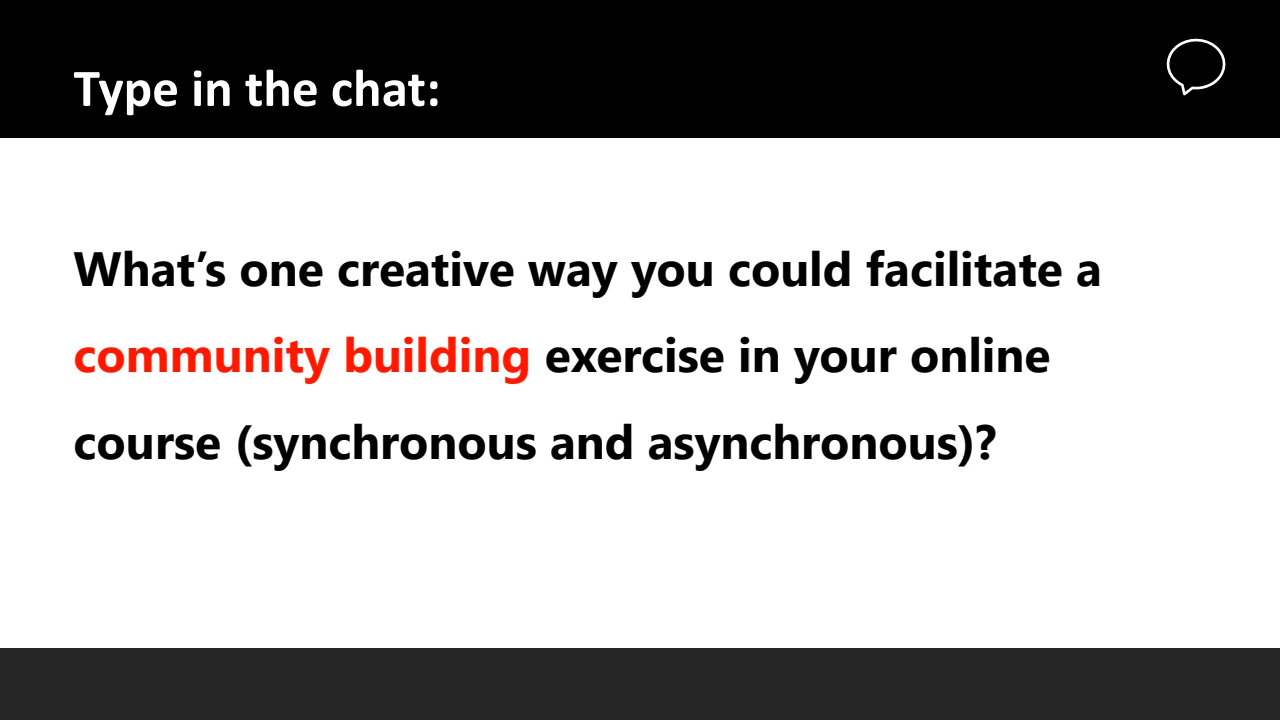 Type in the chat:
What’s one creative way you could facilitate a
community building exercise in your online
course (synchronous and asynchronous)?